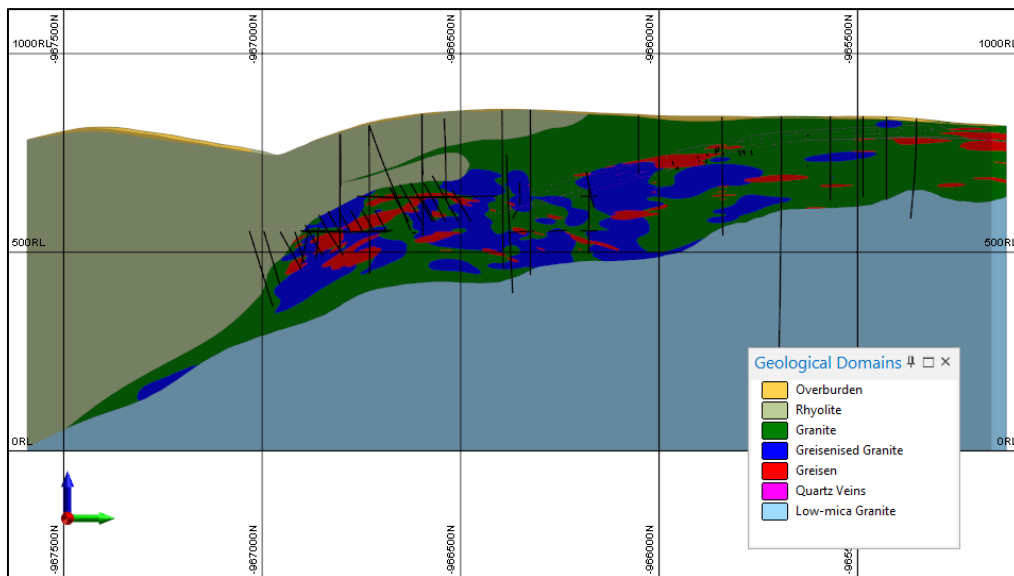 -967500N
-967000N
-966500N
-966000N
-965500N
1000RL
1000RL
500RL
500RL
0RL
0RL
Geological Domains
Overburden
Rhyolite
Granite
Greisenised Granite
Greisen
Quartz Veins
Low-mica Granite
-967500N
-967000N
-966500N
-966000N